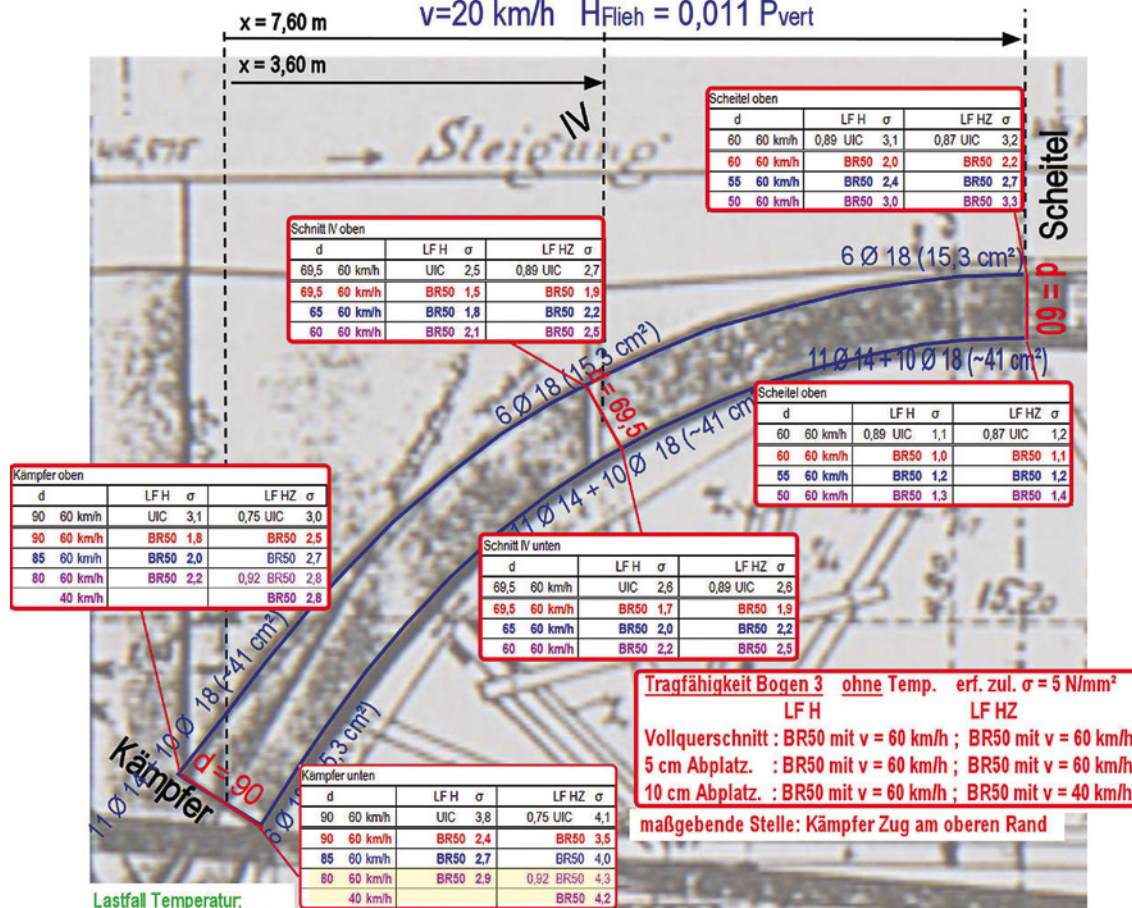 v=20 km/h HFlieh = 0,011 Pvert
x = 7,60 m
x = 3,60 m
IV
46,575
Steigung
Scheitel
Scheitel oben
d LF H σ LF HZ σ
60 60 km/h 0,89 UIC 3,1 0,87 UIC 3,2
60 60 km/h BR50 2,0 BR50 2,2
55 60 km/h BR50 2,4 BR50 2,7
50 60 km/h BR50 3,0 BR50 3,3
Schnitt IV oben
d LF H σ LF HZ σ
69,5 60 km/h UIC 2,5 0,89 UIC 2,7
69,5 60 km/h BR50 1,5 BR50 1,9
65 60 km/h BR50 1,8 BR50 2,2
60 60 km/h BR50 2,1 BR50 2,5
6 Ø 18 (15,3 cm²)
d = 60
11 Ø 14 + 10 Ø 18 (~41 cm²)
6 Ø 18 (15,3 cm²)
d = 69,5
11 Ø 14 + 10 Ø 18 (~41 cm
Scheitel oben
d LF H σ LF HZ σ
60 60 km/h 0,89 UIC 1,1 0,87 UIC 1,2
60 60 km/h BR50 1,0 BR50 1,1
55 60 km/h BR50 1,2 BR50 1,2
50 60 km/h BR50 1,3 BR50 1,4
Kämpfer oben
d LF H σ LF HZ σ
90 60 km/h UIC 3,1 0,75 UIC 3,0
90 60 km/h BR50 1,8 BR50 2,5
85 60 km/h BR50 2,0 BR50 2,7
80 60 km/h BR50 2,2 0,92 BR50 2,8
40 km/h BR50 2,8
Schnitt IV unten
d LF H σ LF HZ σ
69,5 60 km/h UIC 2,6 0,89 UIC 2,6
69,5 60 km/h BR50 1,7 BR50 1,9
65 60 km/h BR50 2,0 BR50 2,2
60 60 km/h BR50 2,2 BR50 2,5
15,20
11 Ø 14 + 10 Ø 18 (~41 cm²)
Kämpfer
d = 90
6 Ø 18 5,3 cm²)
Tragfähigkeit Bogen 3 ohne Temp. erf. zul. σ = 5 N/mm²
LF H LF HZ
Vollquerschnitt : BR50 mit v = 60 km/h ; BR50 mit v = 60 km/h
5 cm Abplatz. : BR50 mit v = 60 km/h ; BR50 mit v = 60 km/h
10 cm Abplatz. : BR50 mit v = 60 km/h ; BR50 mit v = 40 km/h
maßgebende Stelle: Kämpfer Zug am oberen Rand
Kämpfer unten
d LF H σ LF HZ σ
90 60 km/h UIC 3,8 0,75 UIC 4,1
90 60 km/h BR50 2,4 BR50 3,5
85 60 km/h BR50 2,7 BR50 4,0
80 60 km/h BR50 2,9 0,92 BR50 4,3
40 km/h BR50 4,2
Lastfall Temperatur: